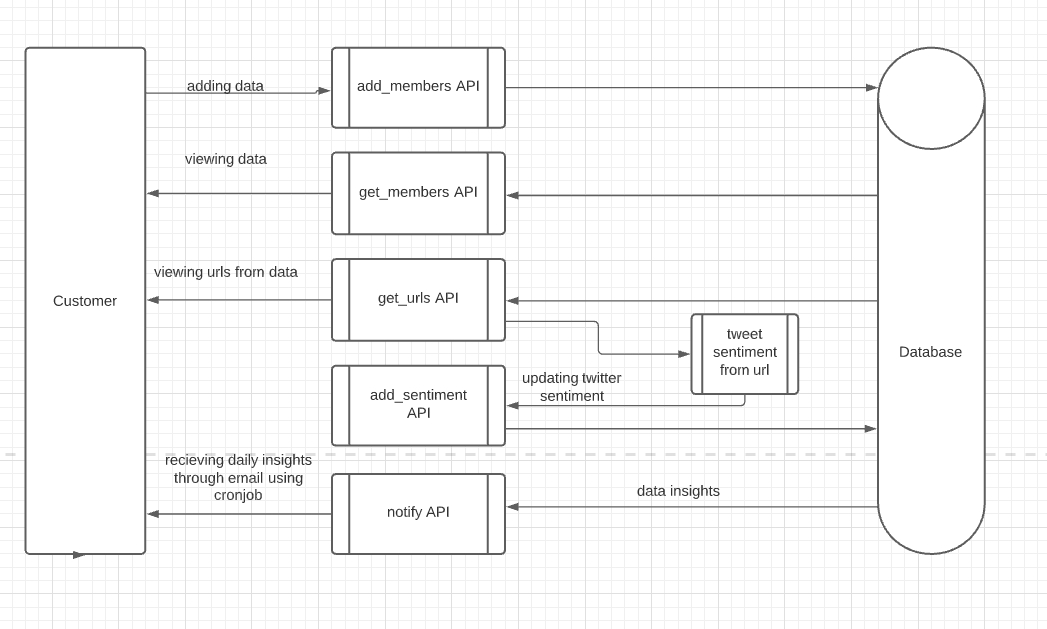 adding data
add_members API
viewing data
get_members API
viewing urls from data
get_urls API
Customer
tweet
sentiment
from url
Database
updating twitter
sentiment
add_sentiment
API
recieving daily insights
through email using
cronjob
data insights
notify API